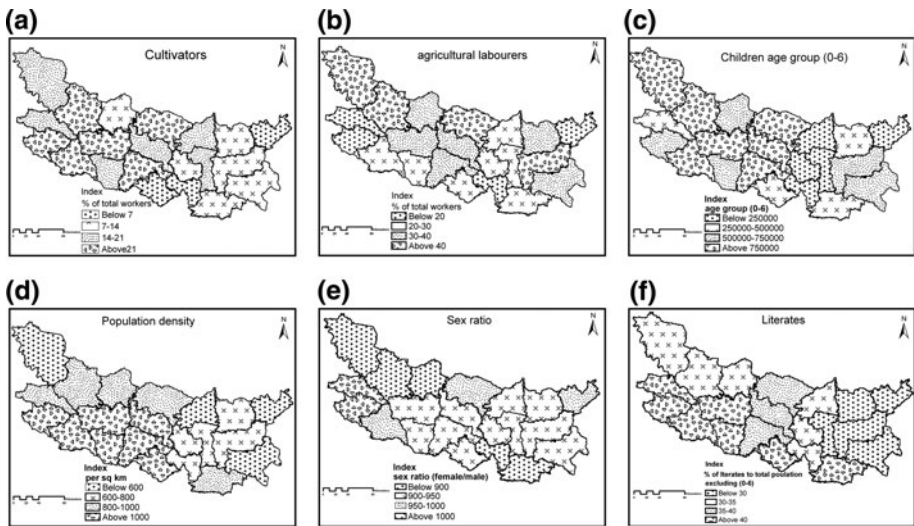 (a)
Cultivators
N
Index
% of total workers
Below 7
7-14
14-21
Above21
(b)
agricultural labourers
N
Index
% of total workers
Below 20
20-30
30-40
Above 40
(c)
Children age group (0-6)
N
Index
age group (0-6)
Below 250000
250000-500000
500000-750000
Above 750000
(d)
Population density
N
Index
per sq km
Below 600
600-800
800-1000
Above 1000
(e)
Sex ratio
N
Index
sex ratio (female/male)
Below 900
900-950
950-1000
Above 1000
(f)
Literates
N
Index
% of lterates to total poulation
excluding (0-6)
Below 30
30-35
35-40
Above 40